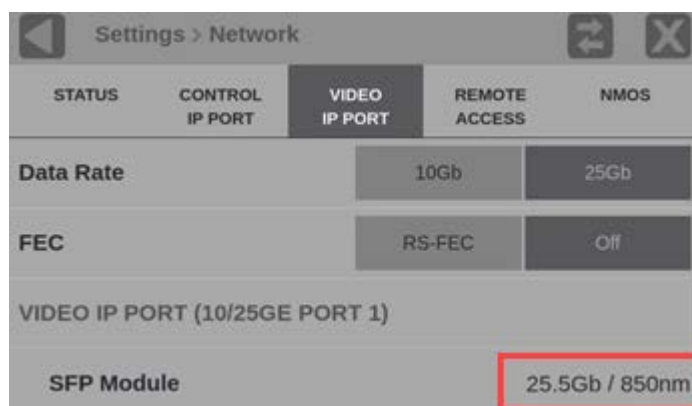 Settings > Network
STATUS
CONTROL
IP PORT
VIDEO
IP PORT
REMOTE
ACCESS
NMOS
Data Rate
10Gb
25Gb
FEC
RS-FEC
Off
VIDEO IP PORT (10/25GE PORT 1)
SFP Module
25.5Gb / 850nm